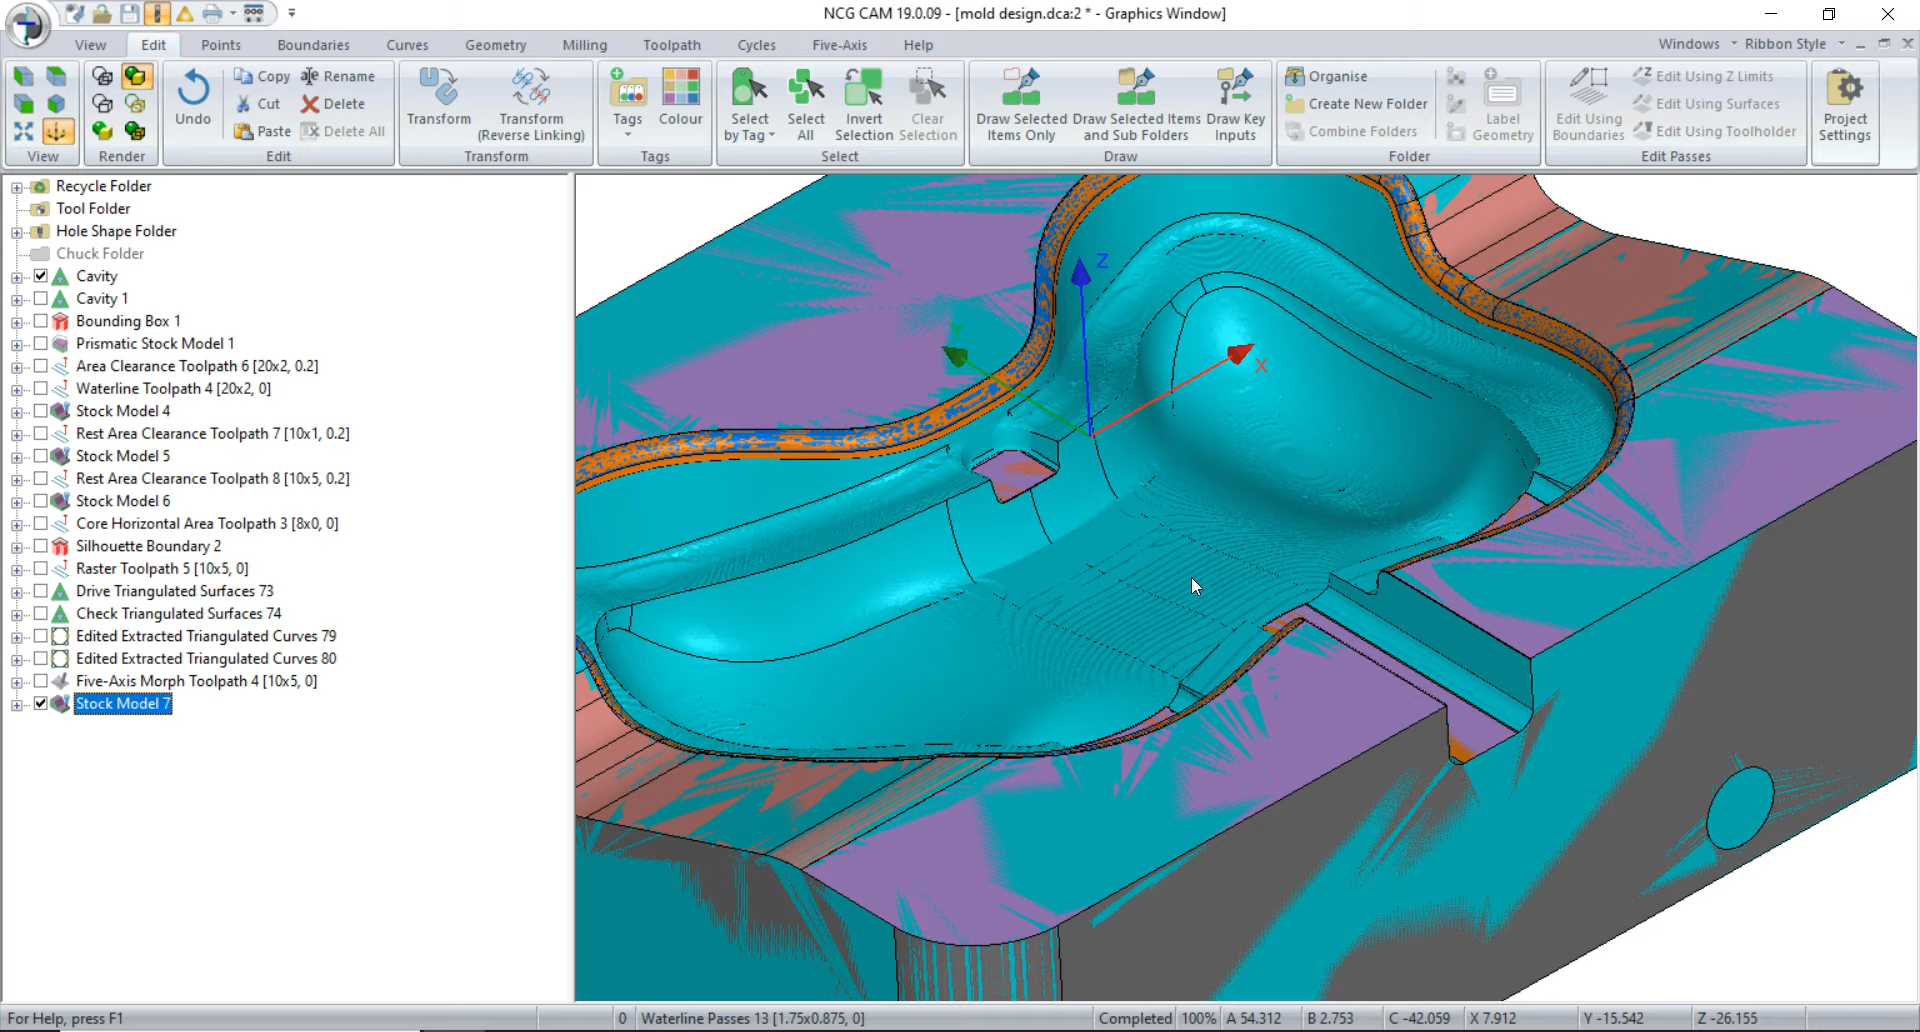 NCG CAM 19.0.09 - [mold design.dca:2 * - Graphics Window]
View Edit Points Boundaries Curves Geometry Milling Toolpath Cycles Five-Axis Help Windows Ribbon Style
Undo
Copy Rename
Cut Delete
Paste Delete All
Transform
Transform
(Reverse Linking)
Tags
Colour
Select
by Tag
Select
All
Invert
Selection
Clear
Selection
Draw Selected
Items Only
Draw Selected Items
and Sub Folders
Draw Key
Inputs
Organise
Create New Folder
Combine Folders
Label
Geometry
Edit Using
Boundaries
Edit Using Z Limits
Edit Using Surfaces
Edit Using Toolholder
Project
Settings
View Render Edit Transform Tags Select Draw Folder Edit Passes
Recycle Folder
Tool Folder
Hole Shape Folder
Chuck Folder
Cavity
Cavity 1
Bounding Box 1
Prismatic Stock Model 1
Area Clearance Toolpath 6 [20x2, 0.2]
Waterline Toolpath 4 [20x2, 0]
Stock Model 4
Rest Area Clearance Toolpath 7 [10x1, 0.2]
Stock Model 5
Rest Area Clearance Toolpath 8 [10x5, 0.2]
Stock Model 6
Core Horizontal Area Toolpath 3 [8x0, 0]
Silhouette Boundary 2
Raster Toolpath 5 [10x5, 0]
Drive Triangulated Surfaces 73
Check Triangulated Surfaces 74
Edited Extracted Triangulated Curves 79
Edited Extracted Triangulated Curves 80
Five-Axis Morph Toolpath 4 [10x5, 0]
Stock Model 7
Z
Y
X
For Help, press F1 0 Waterline Passes 13 [1.75x0.875, 0] Completed 100% A 54.312 B 2.753 C -42.059 X 7.912 Y -15.542 Z -26.155